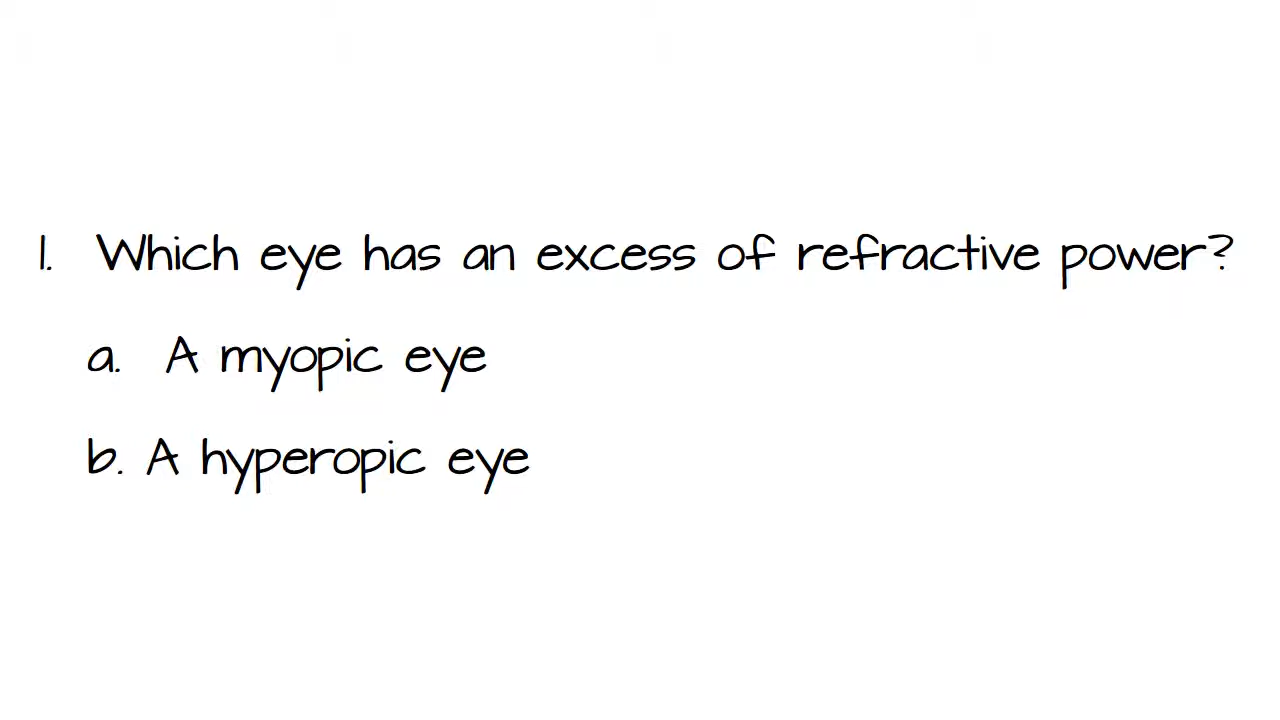 1. Which eye has an excess of refractive power?
a. A myopic eye
b. A hyperopic eye